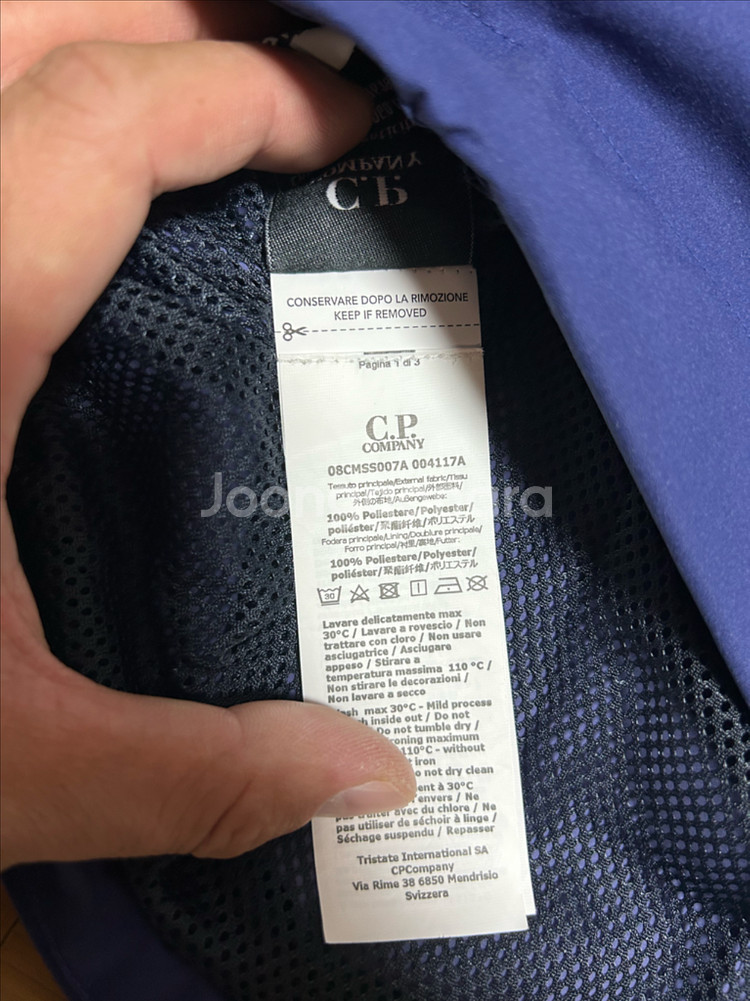 COMPANY
C.P.
CONSERVARE DOPO LA RIMOZIONE
KEEP IF REMOVED
Pagina 1 di 3
C.P.
COMPANY
08CMSS007A 004117A
Tessuto principale/External fabric/Tissu
principal/Tejido principal/外部面料/
外側の布地/Außengewebe:
100% Poliestere/Polyester/
poliéster/聚酯纤维/ポリエステル
Fodera principale/Lining/Doublure principale/
Forro principal/衬里/裏地/Futter:
100% Poliestere/Polyester/
poliéster/聚酯纤维/ポリエステル
30
Lavare delicatamente max
30°C / Lavare a rovescio / Non
trattare con cloro / Non usare
asciugatrice / Asciugare
appeso / Stirare a
temperatura massima 110 °C /
Non stirare le decorazioni /
Non lavare a secco
max 30°C - Mild process
inside out / Do not
Do not tumble dry /
maximum
110°C - without
iron
not dry clean
à 30°C
envers / Ne
pas traiter avec du chlore / Ne
pas utiliser de séchoir à linge /
Séchage suspendu / Repasser
Tristate International SA
CPCompany
Via Rime 38 6850 Mendrisio
Svizzera